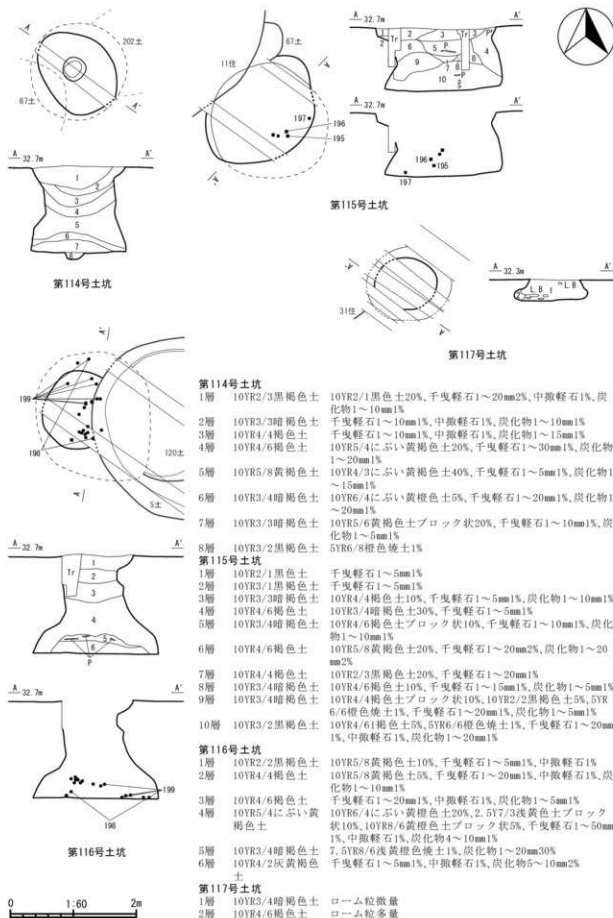 A
202土
67土
A'
A 32.7m A'
1
2
3
4
5
6
7
8
第114号土坑
67土
11住
A
197
196
195
A'
A 32.7m A'
Tr
2
3
Tr
3
P
6
5
P
4
9
7
8
8
10
P
S
A 32.7m A'
196
195
197
第115号土坑
A
31住
A
A 32.3m A'
L.B
1
L.B
2
第117号土坑
A'
199
198
120土
A
5土
A 32.7m A'
Tr
1
2
3
4
5
6
P
A 32.7m A'
199
198
第116号土坑
0 1:60 2m
第114号土坑
1層 10YR2/3黒褐色土 10YR2/1黒色土20%,千曳軽石1～20mm2%,中掫軽石1%,炭
化物1～10mm1%
2層 10YR3/3暗褐色土 千曳軽石1～10mm1%,中掫軽石1%,炭化物1～10mm1%
3層 10YR4/4褐色土 千曳軽石1～10mm1%,中掫軽石1%,炭化物1～15mm1%
4層 10YR4/6褐色土 10YR5/4にぶい黄褐色土20%,千曳軽石1～30mm1%,炭化物
1～20mm1%
5層 10YR5/8黄褐色土 10YR4/3にぶい黄褐色土40%,千曳軽石1～5mm1%,炭化物1
～15mm1%
6層 10YR3/4暗褐色土 10YR6/4にぶい黄橙色土5%,千曳軽石1～20mm1%,炭化物1
～20mm1%
7層 10YR3/3暗褐色土 10YR5/6黄褐色土ブロック状20%,千曳軽石1～10mm1%,炭
化物1～5mm1%
8層 10YR3/2黒褐色土 5YR6/8橙色焼土1%
第115号土坑
1層 10YR2/1黒色土 千曳軽石1～5mm1%
2層 10YR3/1黒褐色土 千曳軽石1～5mm1%
3層 10YR3/3暗褐色土 10YR4/4褐色土10%,千曳軽石1～5mm1%,炭化物1～10mm1%
4層 10YR4/6褐色土 10YR3/4暗褐色土30%,千曳軽石1～5mm1%
5層 10YR3/4暗褐色土 10YR4/6褐色土ブロック状10%,千曳軽石1～10mm1%,炭化
物1～10mm1%
6層 10YR4/6褐色土 10YR5/8黄褐色土20%,千曳軽石1～20mm2%,炭化物1～20
mm2%
7層 10YR4/4褐色土 10YR2/3黒褐色土20%,千曳軽石1～20mm1%
8層 10YR3/4暗褐色土 10YR4/6褐色土10%,千曳軽石1～15mm1%,炭化物1～5mm1%
9層 10YR3/4暗褐色土 10YR4/4褐色土ブロック状10%,10YR2/2黒褐色土5%,5YR
6/6橙色焼土1%,千曳軽石1～20mm1%,炭化物1～5mm1%
10層 10YR3/2黒褐色土 10YR4/61褐色土5%,5YR6/6橙色焼土1%,千曳軽石1～20mm
1%,中掫軽石1%,炭化物1～20mm1%
第116号土坑
1層 10YR2/2黒褐色土 10YR5/8黄褐色土10%,千曳軽石1～5mm1%,中掫軽石1%
2層 10YR4/4褐色土 10YR5/8黄褐色土5%,千曳軽石1～20mm1%,中掫軽石1%,炭
化物1～10mm1%
3層 10YR4/6褐色土 千曳軽石1～20mm1%,中掫軽石1%,炭化物1～5mm1%
4層 10YR5/4にぶい黄 10YR6/4にぶい黄橙色土20%,2.5Y7/3浅黄色土ブロック
褐色土 状10%,10YR8/6黄橙色土ブロック状5%,千曳軽石1～50mm
1%,中掫軽石1%,炭化物4～10mm1%
5層 10YR3/4暗褐色土 7.5YR8/6浅黄橙色焼土1%,炭化物1～20mm30%
6層 10YR4/2灰黄褐色 千曳軽石1～5mm1%,中掫軽石1%,炭化物5～10mm2%
土
第117号土坑
1層 10YR3/4暗褐色土 ローム粒微量
2層 10YR4/6褐色土 ローム粒多量